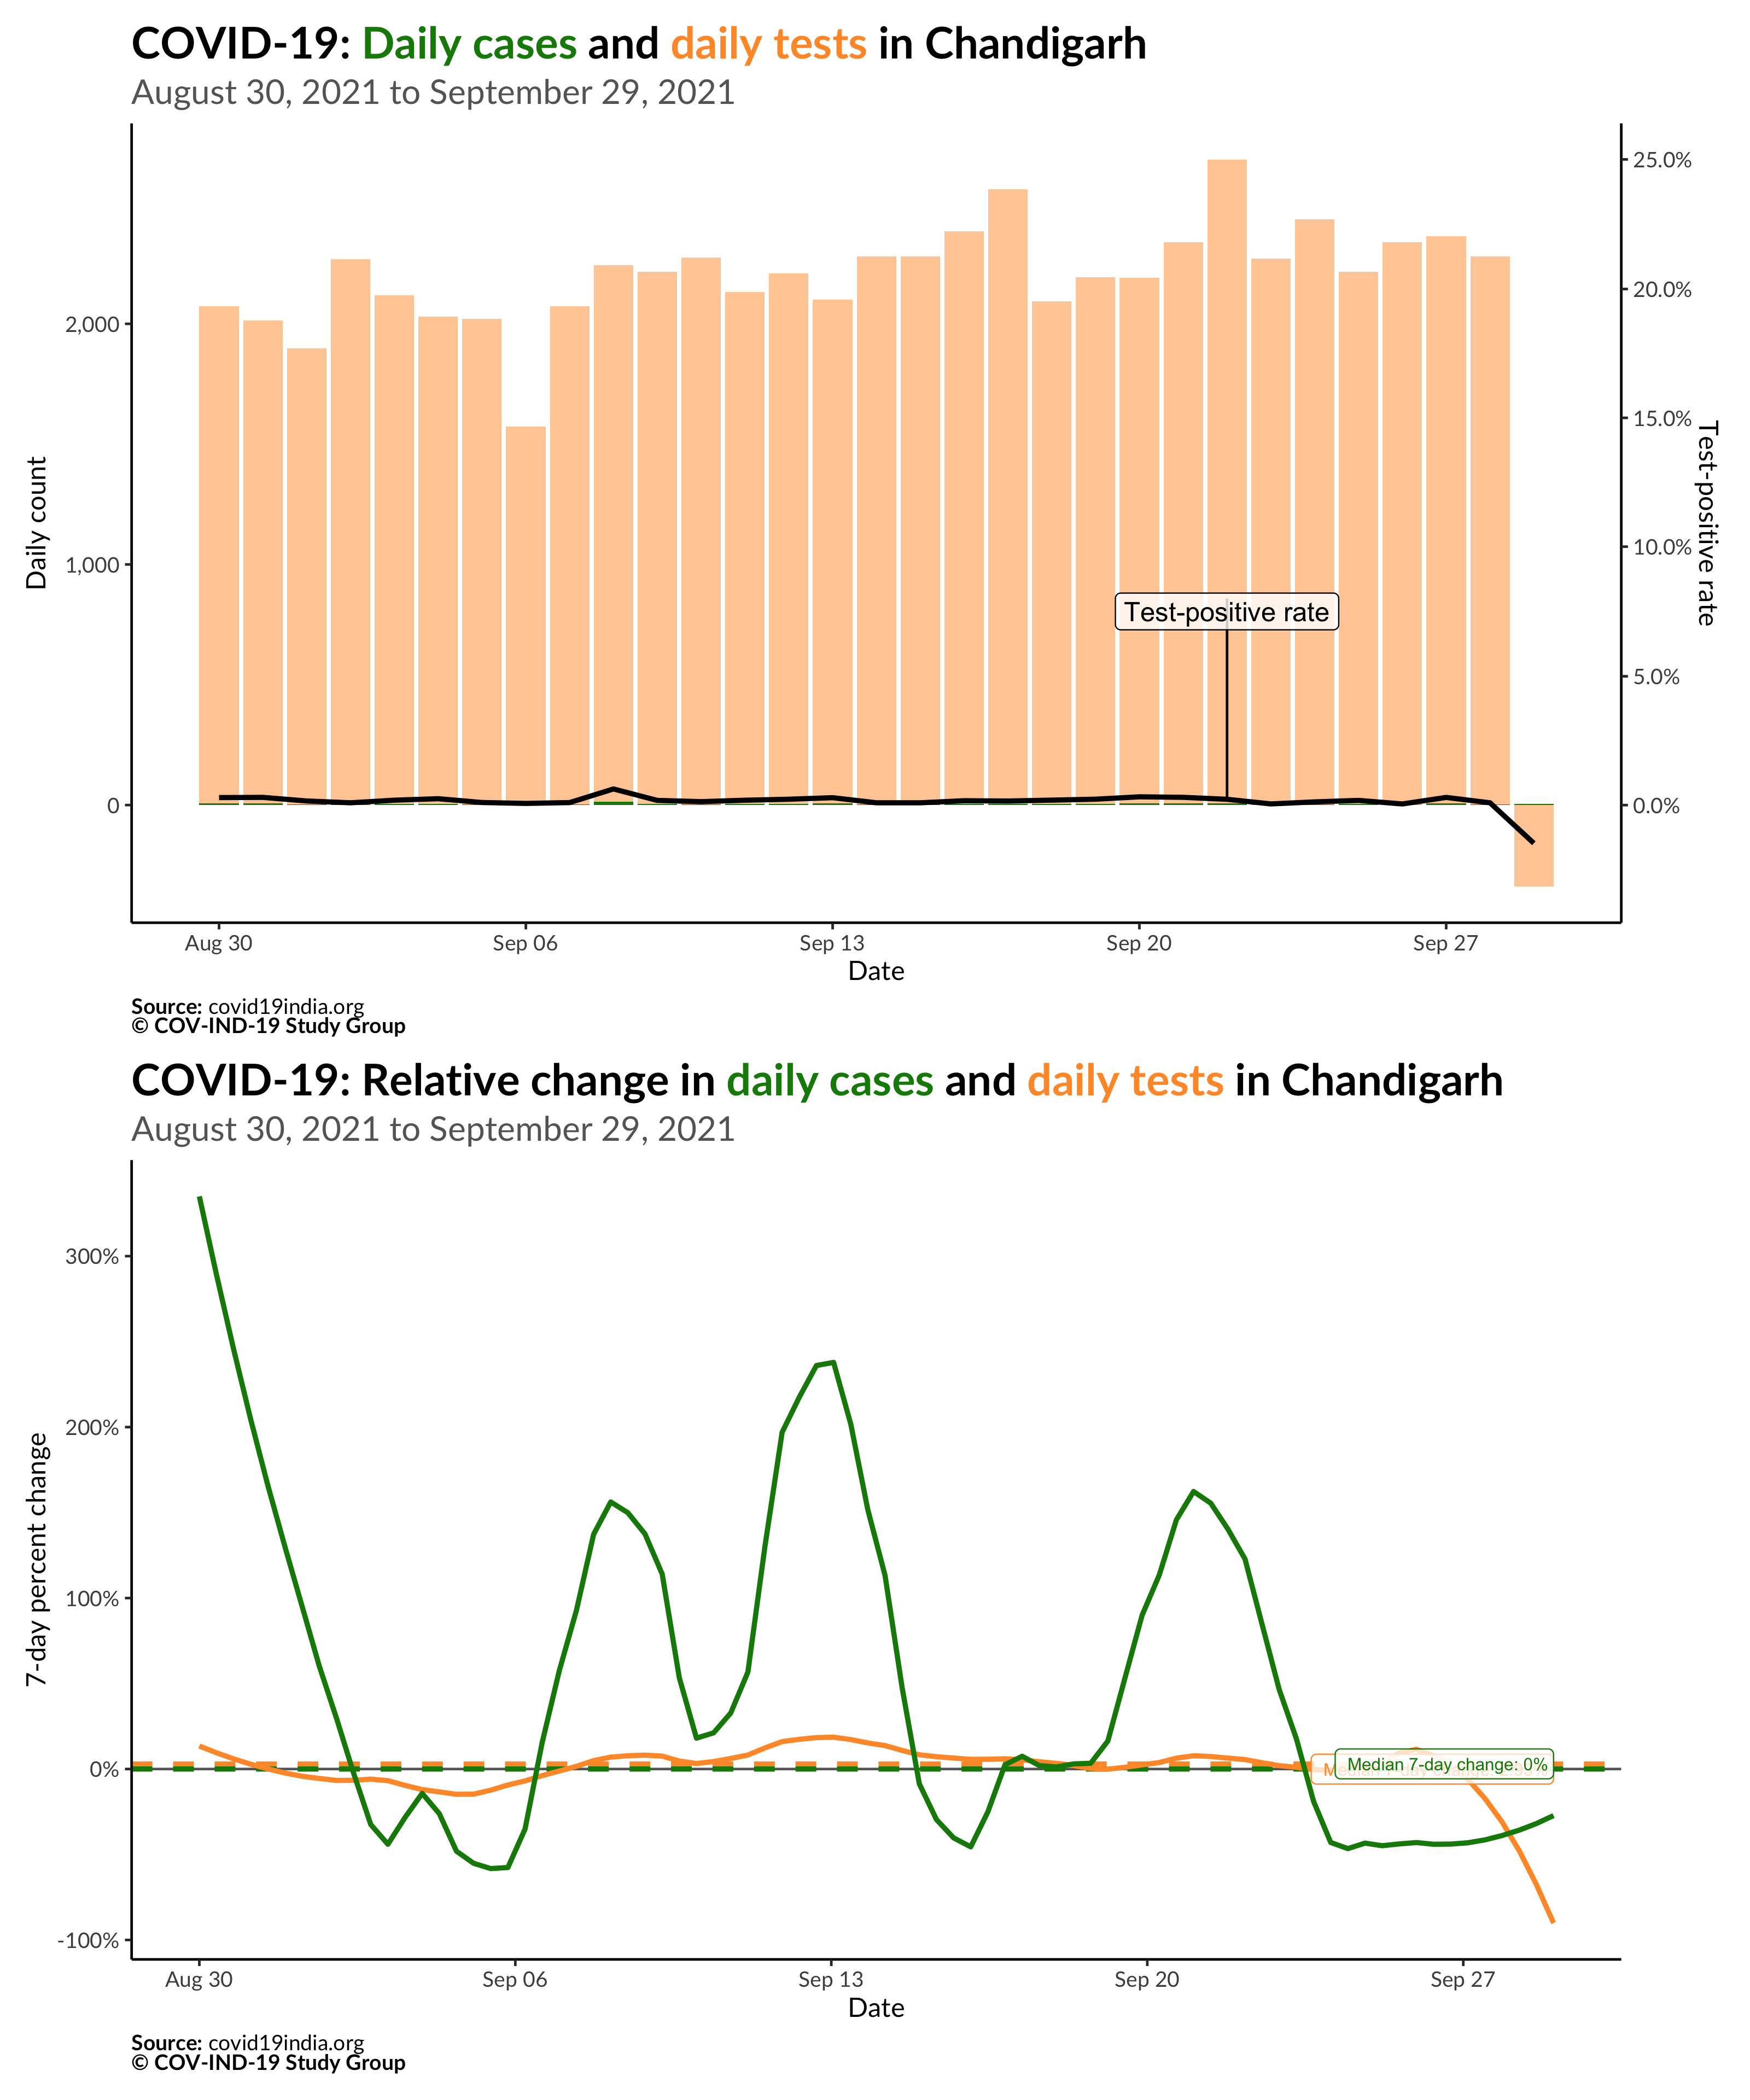 COVID-19: Daily cases and daily tests in Chandigarh
August 30, 2021 to September 29, 2021
Daily count
2,000
1,000
0
25.0%
20.0%
15.0%
10.0%
5.0%
0.0%
Test-positive rate
Test-positive rate
Aug 30
Sep 06
Sep 13
Sep 20
Sep 27
Date
Source: covid19india.org
© COV-IND-19 Study Group
COVID-19: Relative change in daily cases and daily tests in Chandigarh
August 30, 2021 to September 29, 2021
7-day percent change
300%
200%
100%
0%
-100%
Median 7-day change: 0%
Aug 30
Sep 06
Sep 13
Sep 20
Sep 27
Date
Source: covid19india.org
© COV-IND-19 Study Group